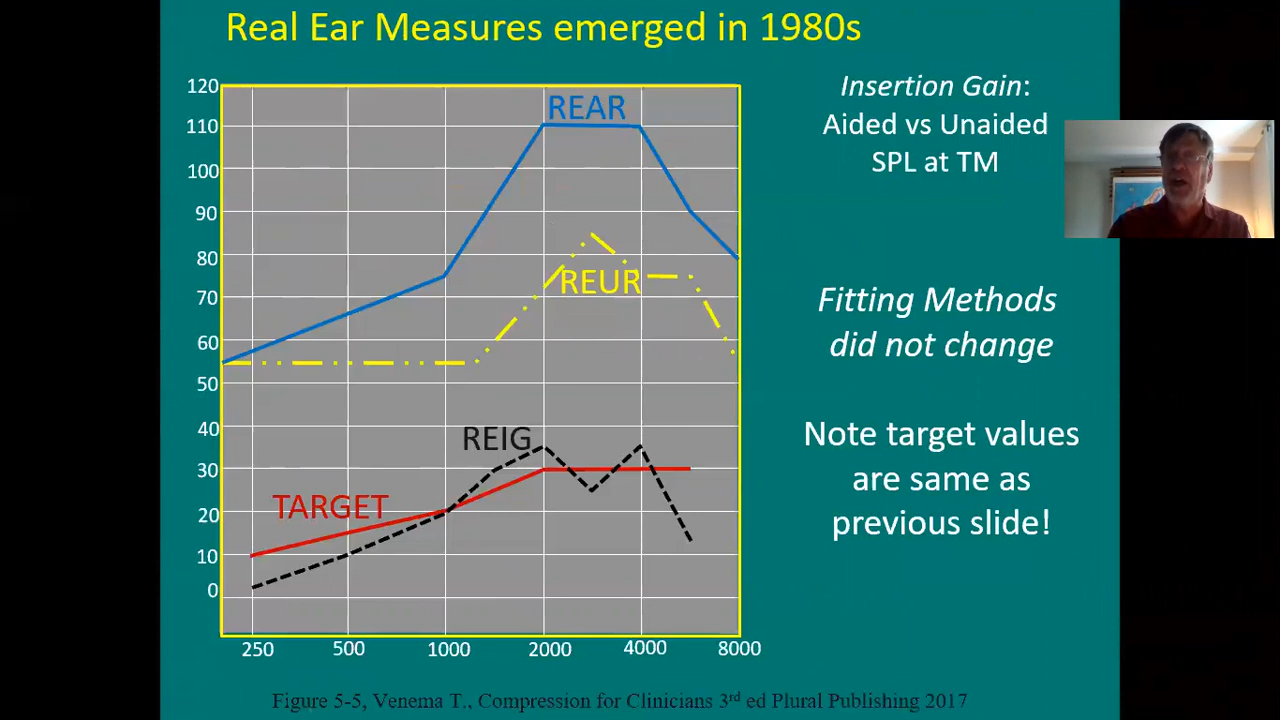 Real Ear Measures emerged in 1980s
120
110
100
90
80
70
60
50
40
30
20
10
0
REAR
REUR
REIG
TARGET
250 500 1000 2000 4000 8000
Insertion Gain:
Aided vs Unaided
SPL at TM
Fitting Methods
did not change
Note target values
are same as
previous slide!
Figure 5-5, Venema T., Compression for Clinicians 3rd ed Plural Publishing 2017